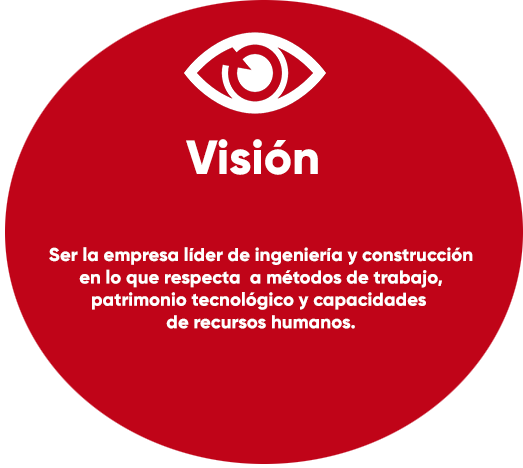 Visión
Ser la empresa líder de ingeniería y construcción
en lo que respecta a métodos de trabajo,
patrimonio tecnológico y capacidades
de recursos humanos.